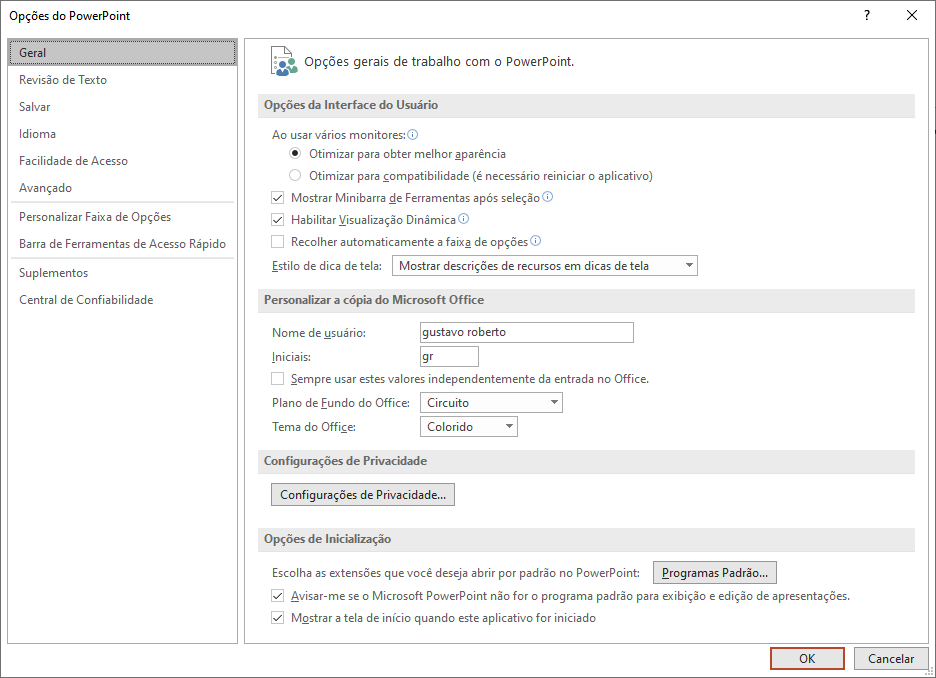 Opções do PowerPoint
?
Geral
Revisão de Texto
Salvar
Idioma
Facilidade de Acesso
Avançado
Personalizar Faixa de Opções
Barra de Ferramentas de Acesso Rápido
Suplementos
Central de Confiabilidade
Opções gerais de trabalho com o PowerPoint.
Opções da Interface do Usuário
Ao usar vários monitores:
Otimizar para obter melhor aparência
Otimizar para compatibilidade (é necessário reiniciar o aplicativo)
Mostrar Minibarra de Ferramentas após seleção
Habilitar Visualização Dinâmica
Recolher automaticamente a faixa de opções
Estilo de dica de tela: Mostrar descrições de recursos em dicas de tela
Personalizar a cópia do Microsoft Office
Nome de usuário: gustavo roberto
Iniciais: gr
Sempre usar estes valores independentemente da entrada no Office.
Plano de Fundo do Office: Circuito
Tema do Office: Colorido
Configurações de Privacidade
Configurações de Privacidade...
Opções de Inicialização
Escolha as extensões que você deseja abrir por padrão no PowerPoint: Programas Padrão...
Avisar-me se o Microsoft PowerPoint não for o programa padrão para exibição e edição de apresentações.
Mostrar a tela de início quando este aplicativo for iniciado
OK Cancelar